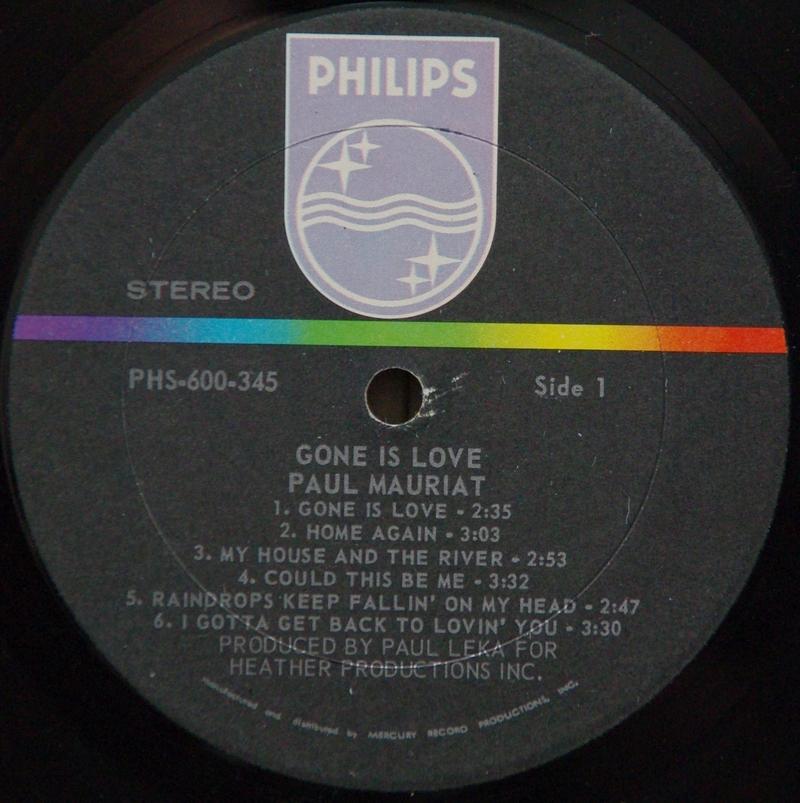 PHILIPS
STEREO
PHS-600-345 Side 1
GONE IS LOVE
PAUL MAURIAT
1. GONE IS LOVE - 2:35
2. HOME AGAIN - 3:03
3. MY HOUSE AND THE RIVER - 2:53
4. COULD THIS BE ME - 3:32
5. RAINDROPS KEEP FALLIN' ON MY HEAD - 2:47
6. I GOTTA GET BACK TO LOVIN' YOU - 3:30
PRODUCED BY PAUL LEKA FOR
HEATHER PRODUCTIONS INC.
manufactured and distributed by MERCURY RECORD PRODUCTIONS, INC.